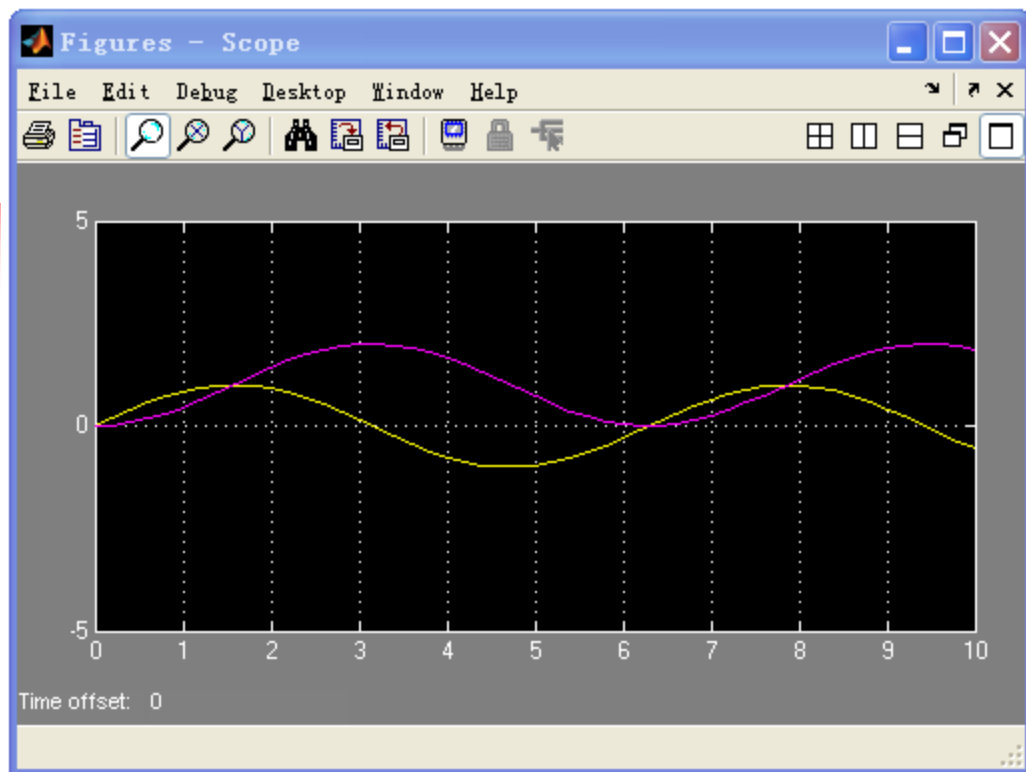 Figures - Scope
File Edit Debug Desktop Window Help
5
0
-5
0 1 2 3 4 5 6 7 8 9 10
Time offset: 0